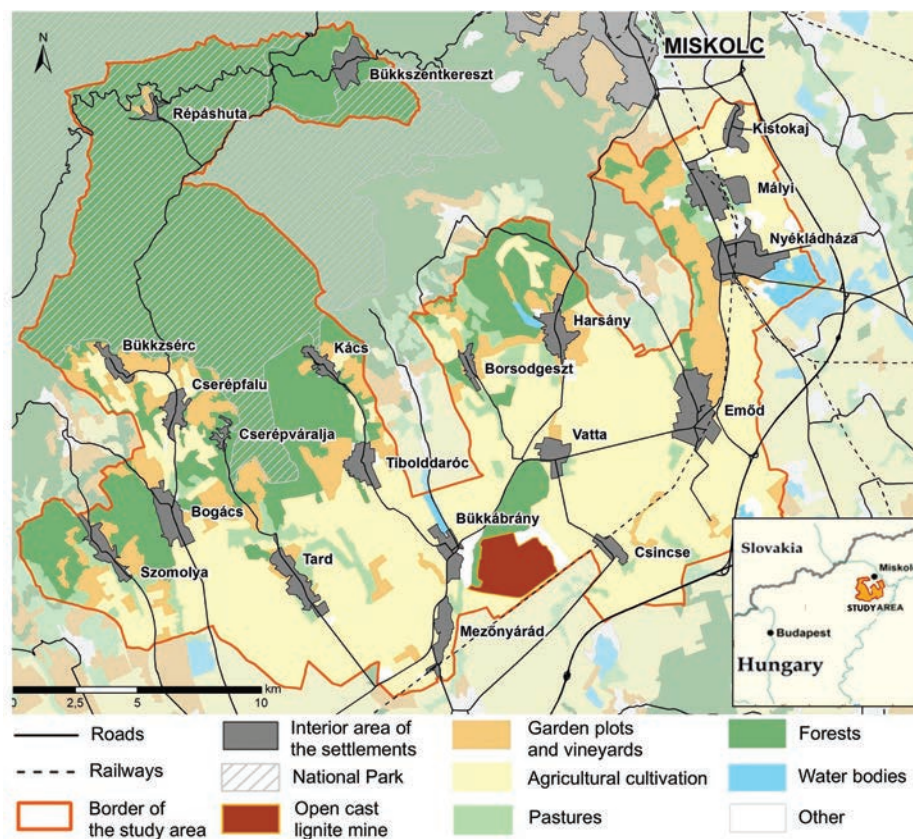 N
MISKOLC
Bükkszentkereszt
Répáshuta
Kistokaj
Mályi
Nyékládháza
Harsány
Bükkzsérc
Kács
Borsodgeszt
Cserépfalu
Emőd
Cserépváralja
Vatta
Tibolddaróc
Bogács
Bükkábrány
Csincse
Szomolya
Tard
Mezőnyárád
Slovakia
Miskolc
STUDY AREA
Budapest
Hungary
km
0 2,5 5 10
Roads
Railways
Border of
the study area
Interior area of
the settlements
National Park
Open cast
lignite mine
Garden plots
and vineyards
Agricultural cultivation
Pastures
Forests
Water bodies
Other